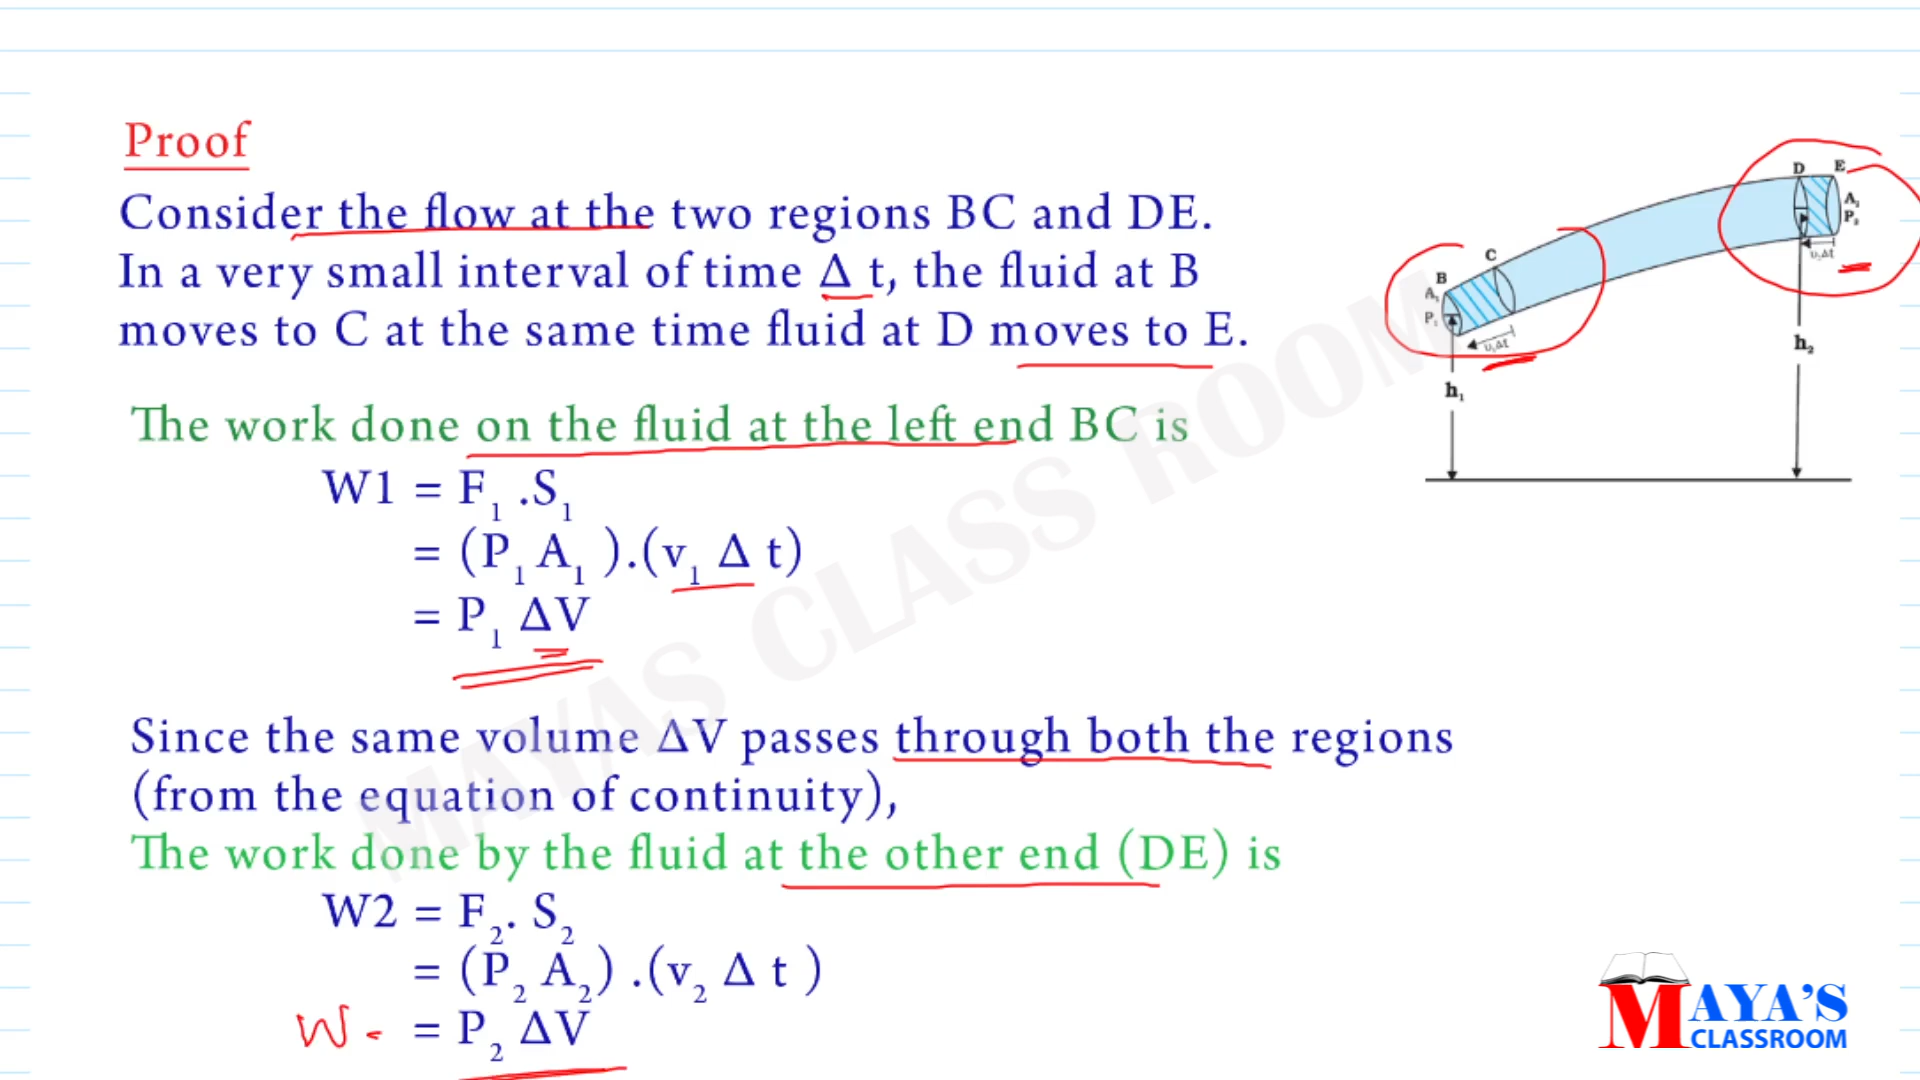 Proof
Consider the flow at the two regions BC and DE.
In a very small interval of time Δ t, the fluid at B
moves to C at the same time fluid at D moves to E.
The work done on the fluid at the left end BC is
W1 = F₁ .S₁
= (P₁ A₁ ).(v₁ Δ t)
= P₁ ΔV
Since the same volume ΔV passes through both the regions
(from the equation of continuity),
The work done by the fluid at the other end (DE) is
W2 = F₂. S₂
= (P₂ A₂) .(v₂ Δ t )
W - = P₂ ΔV
D E
A₂
P₂
υ₂Δt
C
B
A₁
P₁
υ₁Δt
h₁
h₂
MAYAS CLASS ROOM
MAYA'S
CLASSROOM